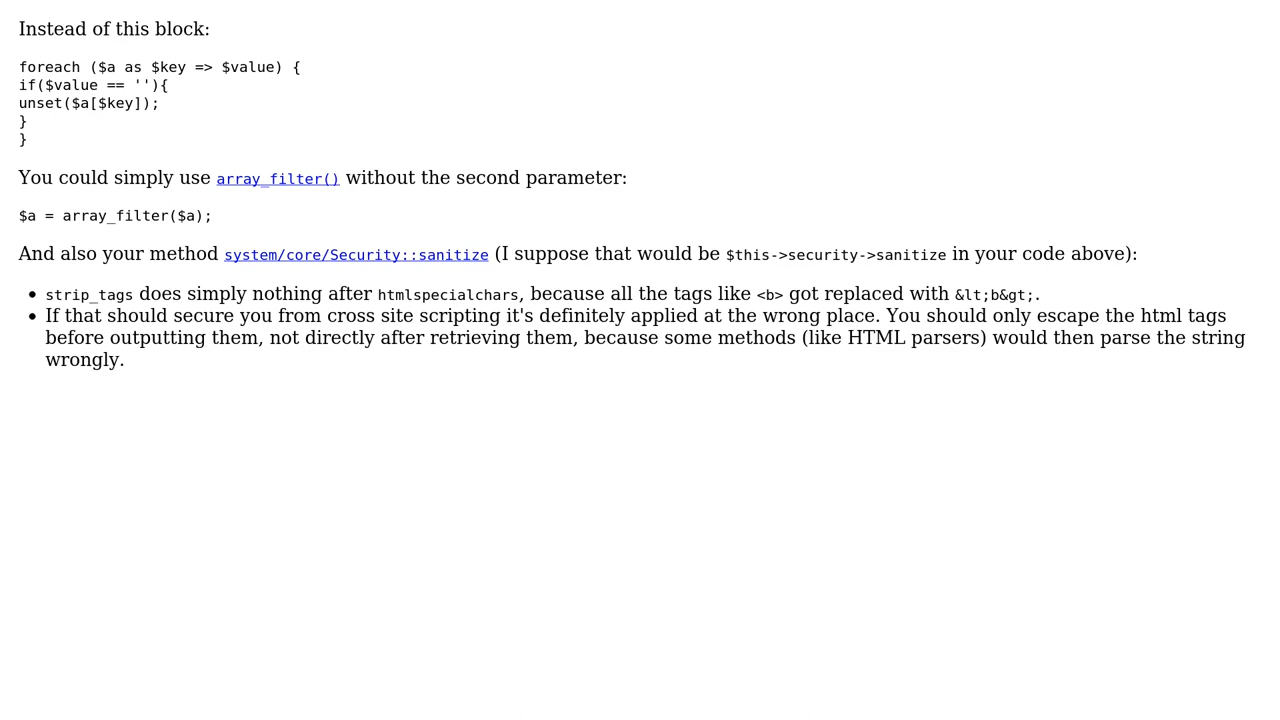 Instead of this block:
foreach ($a as $key => $value) {
if($value == ''){
unset($a[$key]);
}
}
You could simply use array_filter() without the second parameter:
$a = array_filter($a);
And also your method system/core/Security::sanitize (I suppose that would be $this->security->sanitize in your code above):
• strip_tags does simply nothing after htmlspecialchars, because all the tags like <b> got replaced with &lt;b&gt;.
• If that should secure you from cross site scripting it's definitely applied at the wrong place. You should only escape the html tags
before outputting them, not directly after retrieving them, because some methods (like HTML parsers) would then parse the string
wrongly.